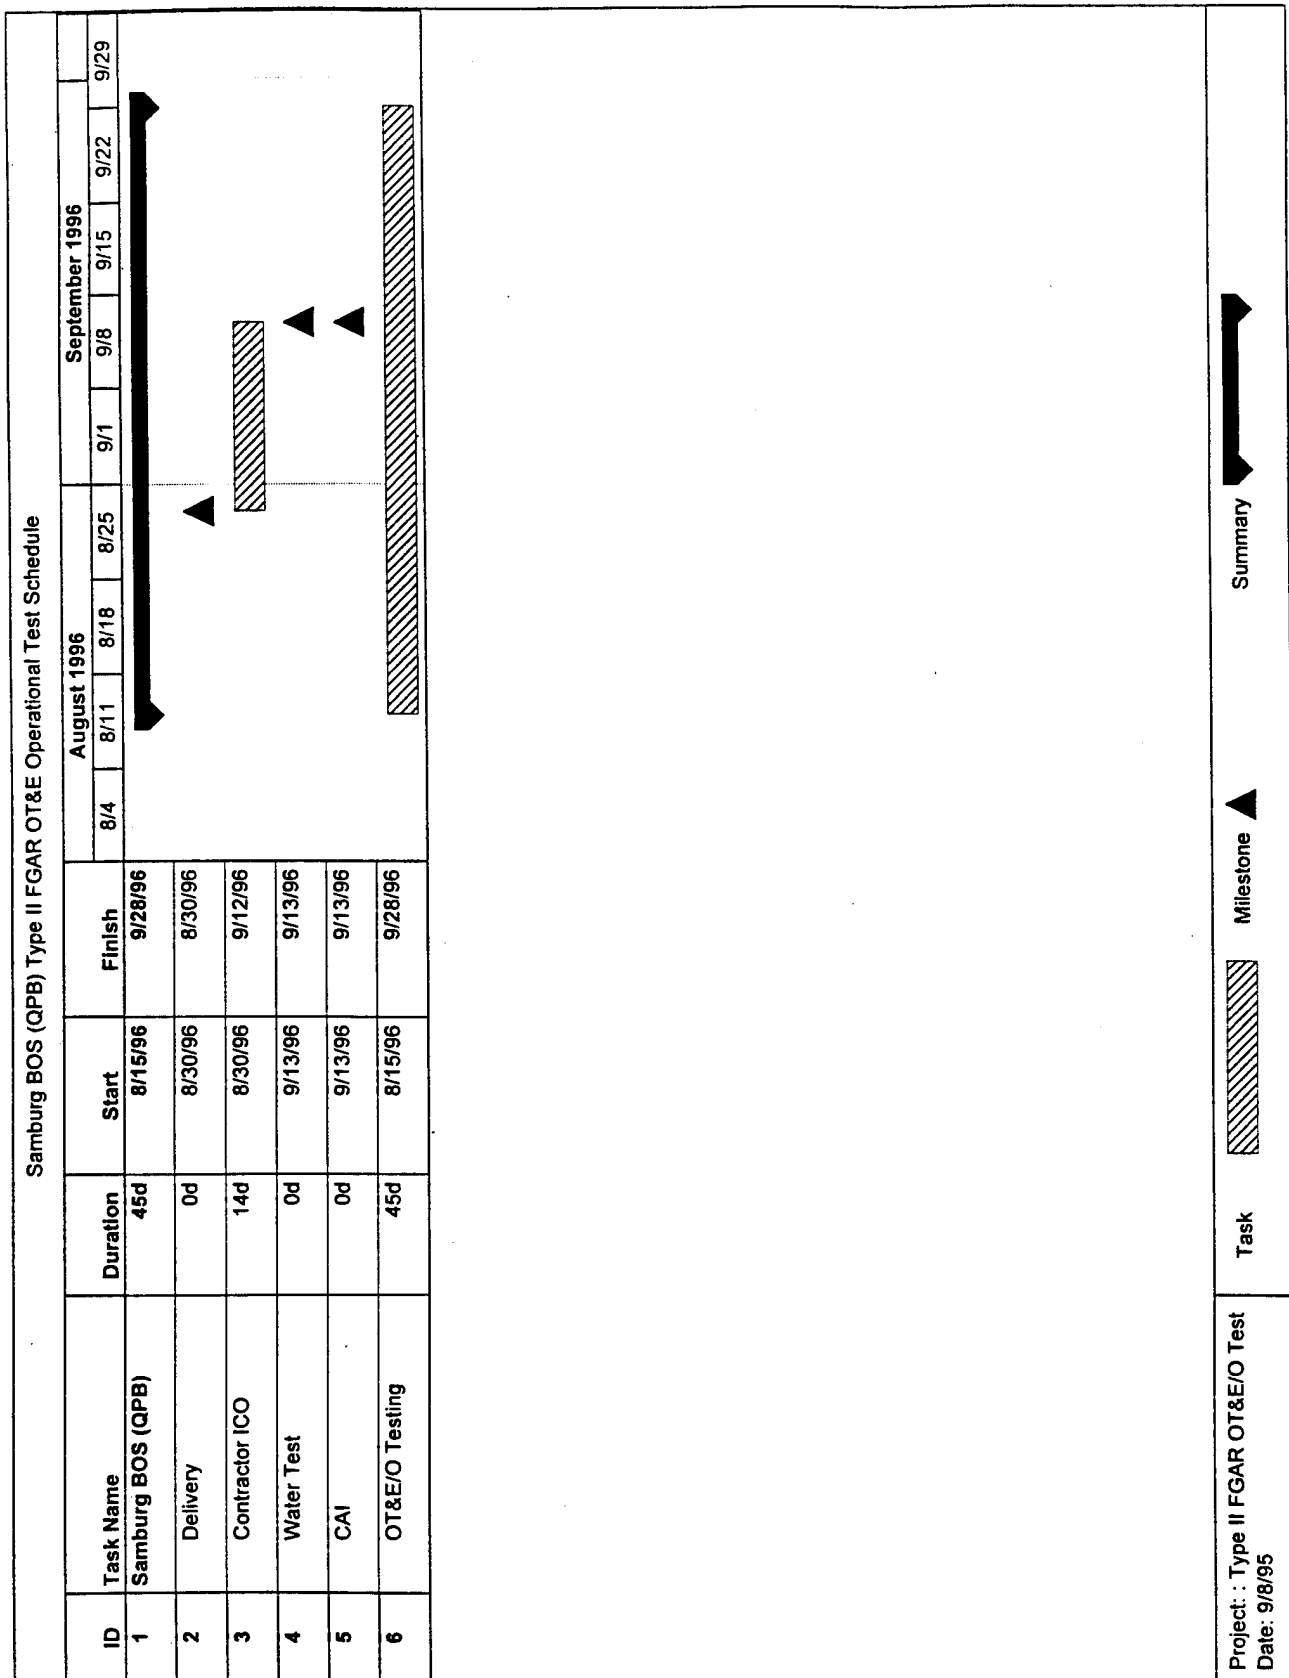 Samburg BOS (QPB) Type II FGAR OT&E Operational Test Schedule
August 1996 September 1996
ID Task Name Duration Start Finish 8/4 8/11 8/18 8/25 9/1 9/8 9/15 9/22 9/29
1 Samburg BOS (QPB) 45d 8/15/96 9/28/96
2 Delivery 0d 8/30/96 8/30/96
3 Contractor ICO 14d 8/30/96 9/12/96
4 Water Test 0d 9/13/96 9/13/96
5 CAI 0d 9/13/96 9/13/96
6 OT&E/O Testing 45d 8/15/96 9/28/96
Project: : Type II FGAR OT&E/O Test
Date: 9/8/95
Task Milestone Summary